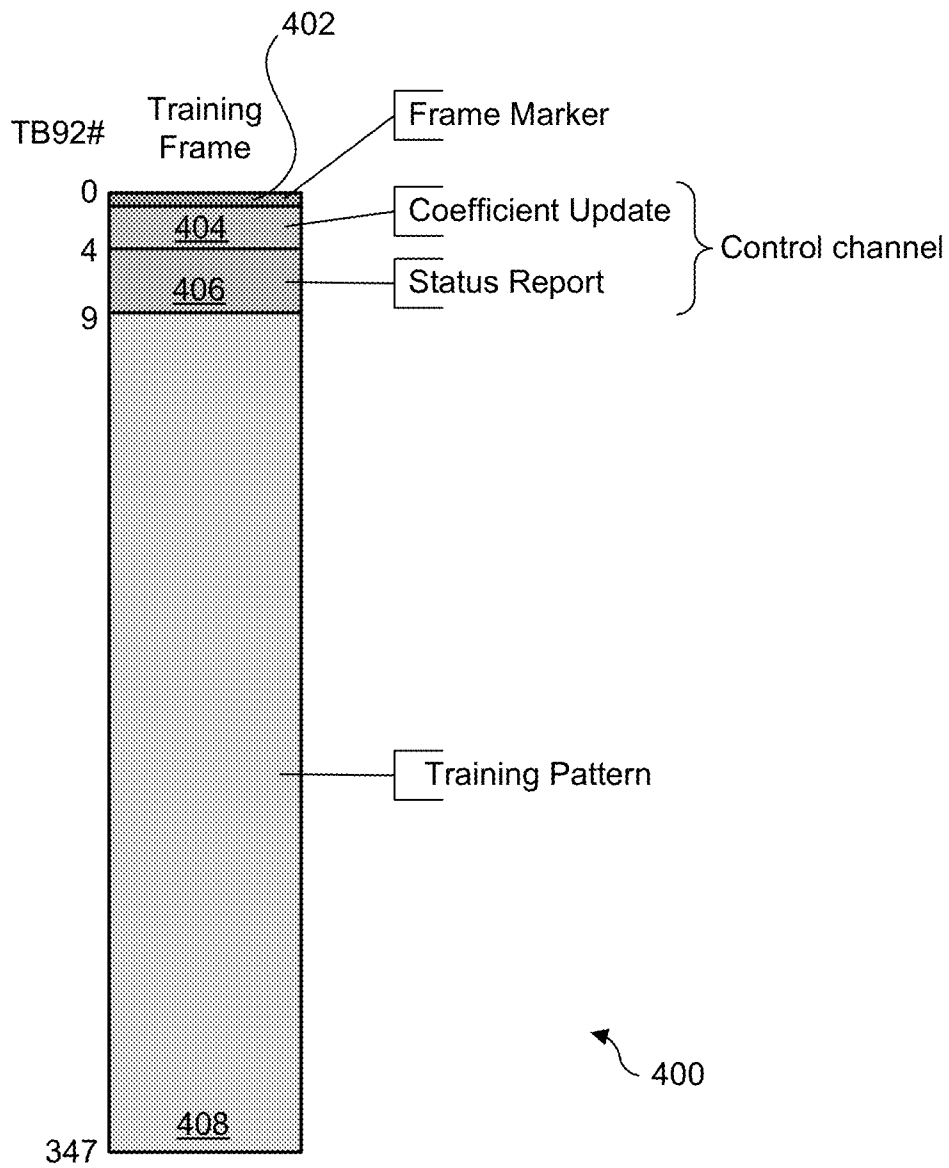 402
TB92#
Training
Frame
Frame Marker
0
404
Coefficient Update
Control channel
4
406
Status Report
9
Training Pattern
400
408
347